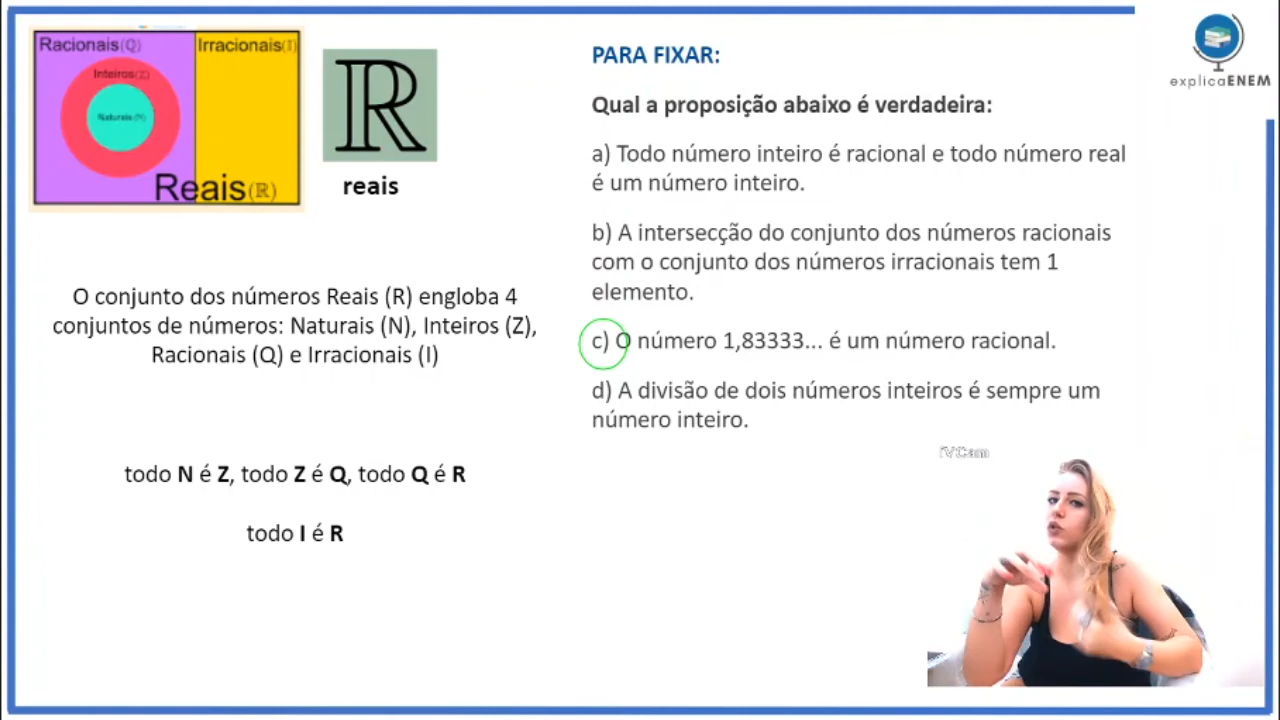 Racionais(Q)
Irracionais(I)
Inteiros(Z)
Naturais(N)
Reais(ℝ)
ℝ
reais
O conjunto dos números Reais (R) engloba 4
conjuntos de números: Naturais (N), Inteiros (Z),
Racionais (Q) e Irracionais (I)
todo N é Z, todo Z é Q, todo Q é R
todo I é R
PARA FIXAR:
Qual a proposição abaixo é verdadeira:
a) Todo número inteiro é racional e todo número real
é um número inteiro.
b) A intersecção do conjunto dos números racionais
com o conjunto dos números irracionais tem 1
elemento.
c) O número 1,83333... é um número racional.
d) A divisão de dois números inteiros é sempre um
número inteiro.
explicaENEM
iVCam